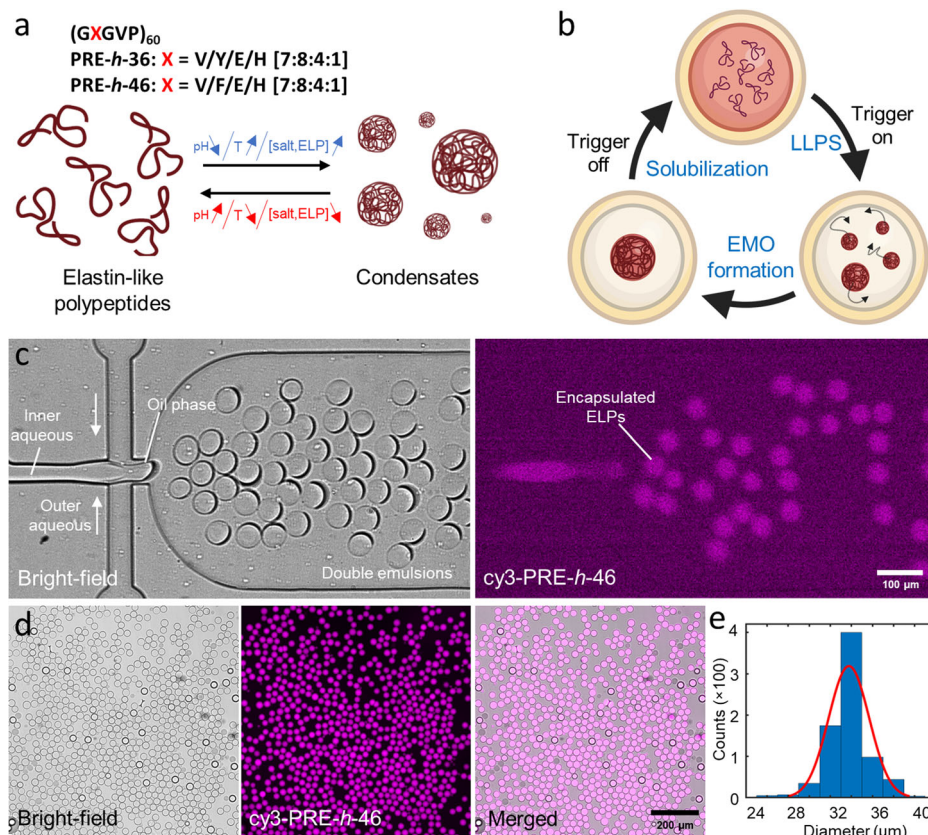 a
(GXGVP)60
PRE-h-36: X = V/Y/E/H [7:8:4:1]
PRE-h-46: X = V/F/E/H [7:8:4:1]
pH / T / [salt,ELP]
pH / T / [salt,ELP]
Elastin-like
polypeptides
Condensates
b
Trigger
off
Solubilization
LLPS
Trigger
on
EMO
formation
c
Inner
aqueous
Oil phase
Outer
aqueous
Bright-field
Double emulsions
Encapsulated
ELPs
cy3-PRE-h-46
100 µm
d
Bright-field
cy3-PRE-h-46
Merged
200 µm
e
Counts (×100)
4
3
2
1
0
24 28 32 36 40
Diameter (µm)